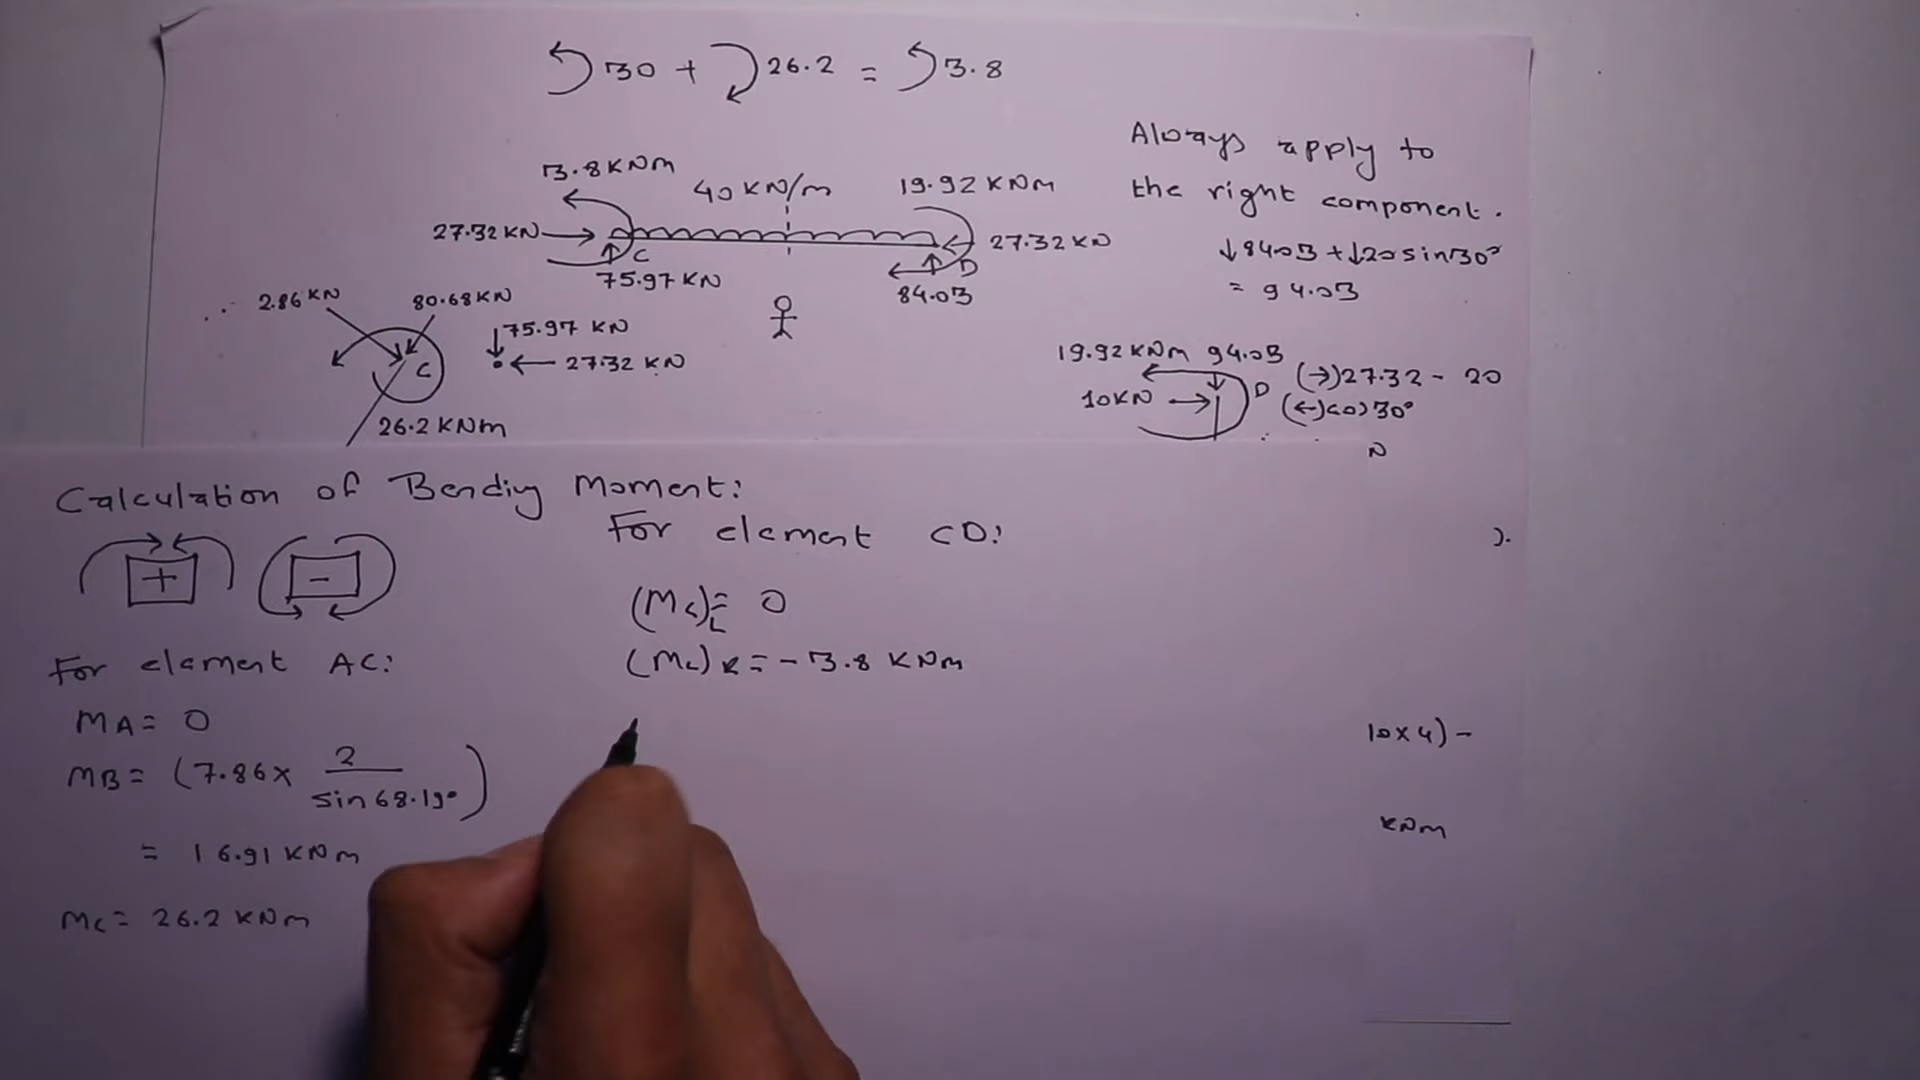 30 + 26.2 = 3.8
Always apply to
the right component.
3.8 KNm
40 KN/m
19.92 KNm
27.32 KN
C
75.97 KN
27.32 KN
D
84.03
↓84.03 + ↓20 sin 30°
= 94.03
2.86 KN
80.68 KN
↓75.97 KN
← 27.32 KN
C
26.2 KNm
19.92 KNm 94.03
10KN → D
(→)27.32 - 20
(←)cos 30°
N
Calculation of Bending Moment:
+ -
For element AC:
MA = 0
MB = (7.86 × 2 / sin 68.19°)
= 16.91 KNm
Mc = 26.2 KNm
For element CD:
(Mc)L = 0
(Mc)R = - 3.8 KNm
).
10×4) -
KNm